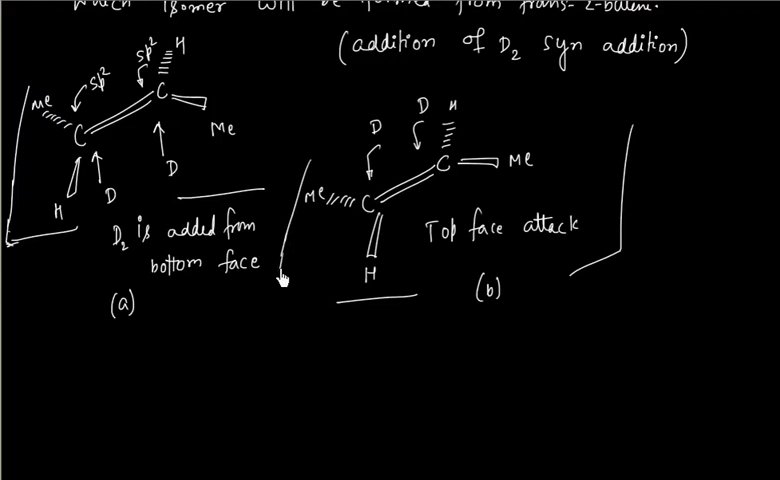 which isomer will be formed from trans-2-butene.
(addition of D2 syn addition)
H
sp2
sp2
Me
C
C
Me
H
D
D
D2 is added from
bottom face
(a)
D
H
D
C
Me
Me
C
Top face attack
H
(b)